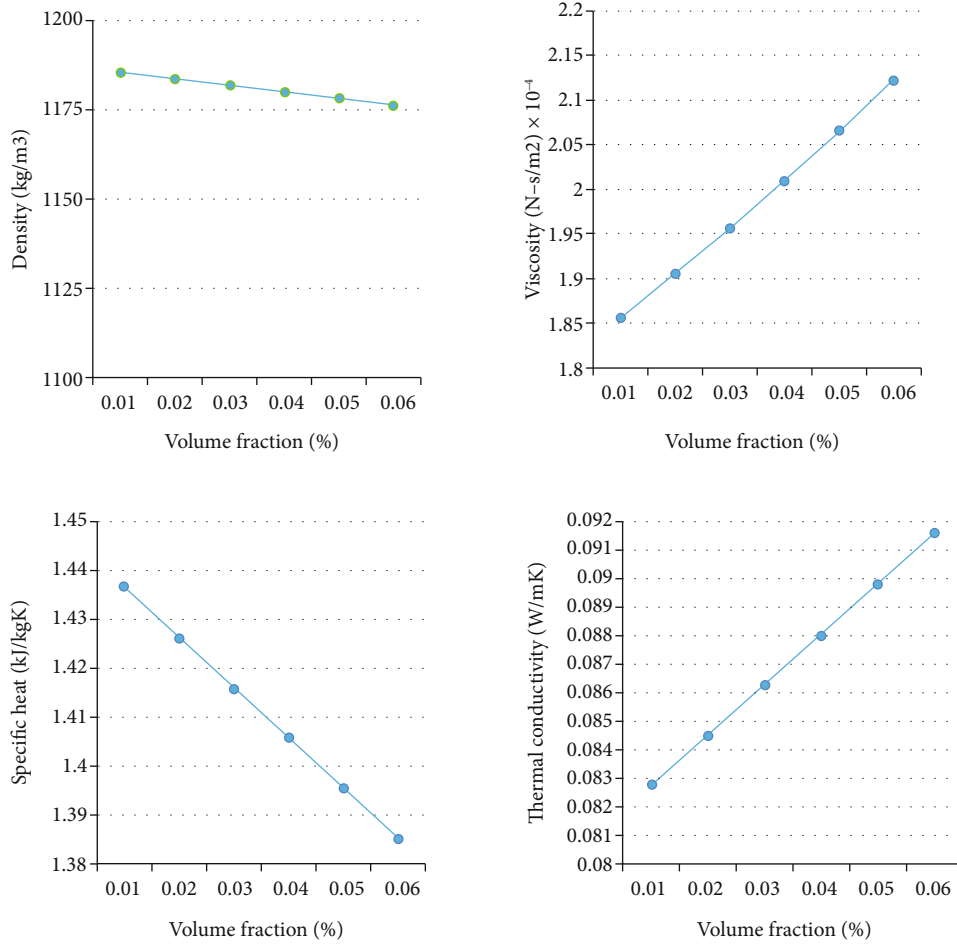 1200
1175
1150
1125
1100
Density (kg/m3)
0.01 0.02 0.03 0.04 0.05 0.06
Volume fraction (%)
2.2
2.15
2.1
2.05
2
1.95
1.9
1.85
1.8
Viscosity (N–s/m2) × 10⁻⁴
0.01 0.02 0.03 0.04 0.05 0.06
Volume fraction (%)
1.45
1.44
1.43
1.42
1.41
1.4
1.39
1.38
Specific heat (kJ/kgK)
0.01 0.02 0.03 0.04 0.05 0.06
Volume fraction (%)
0.092
0.091
0.09
0.089
0.088
0.087
0.086
0.085
0.084
0.083
0.082
0.081
0.08
Thermal conductivity (W/mK)
0.01 0.02 0.03 0.04 0.05 0.06
Volume fraction (%)